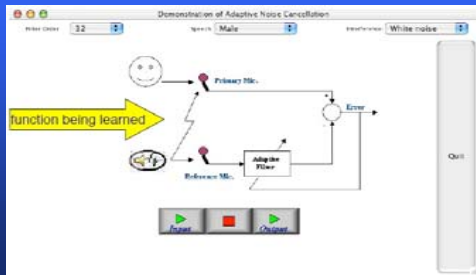 Demonstration of Adaptive Noise Cancellation
Filter Order 32 Speech Male Interference White noise
Primary Mic.
Error
function being learned
Adaptive
Filter
Reference Mic.
Quit
Input Output